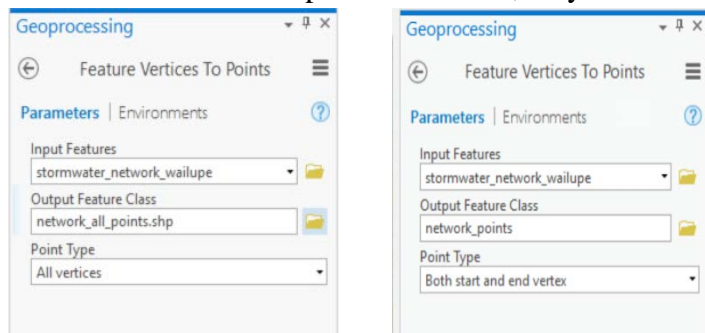 Geoprocessing
Feature Vertices To Points
Parameters | Environments
Input Features
stormwater_network_wailupe
Output Feature Class
network_all_points.shp
Point Type
All vertices
Geoprocessing
Feature Vertices To Points
Parameters | Environments
Input Features
stormwater_network_wailupe
Output Feature Class
network_points
Point Type
Both start and end vertex